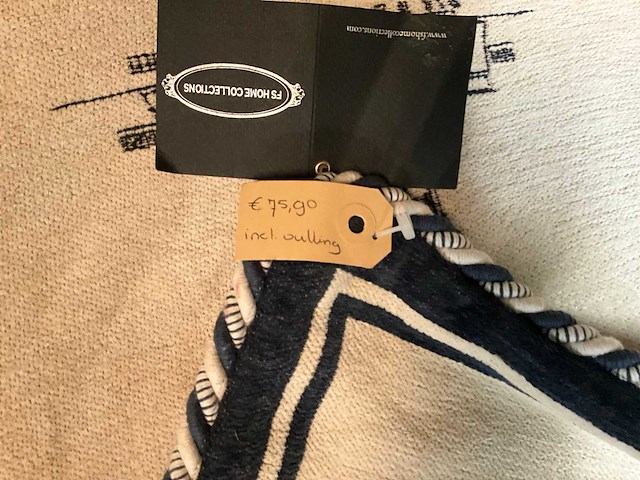 FS HOME COLLECTIONS
www.fshomecollections.com
€ 75,90
incl. vulling